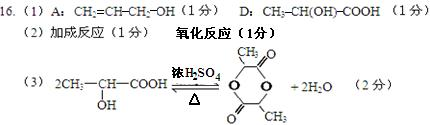 16. (1) A: CH₂=CH-CH₂-OH (1分) D: CH₃-CH(OH)-COOH (1分)
(2) 加成反应 (1分) 氧化反应 (1分)
(3) 2CH₃-CH-COOH 浓H₂SO₄ △ + 2H₂O (2分)
OH
CH₃ O
O O
O CH₃